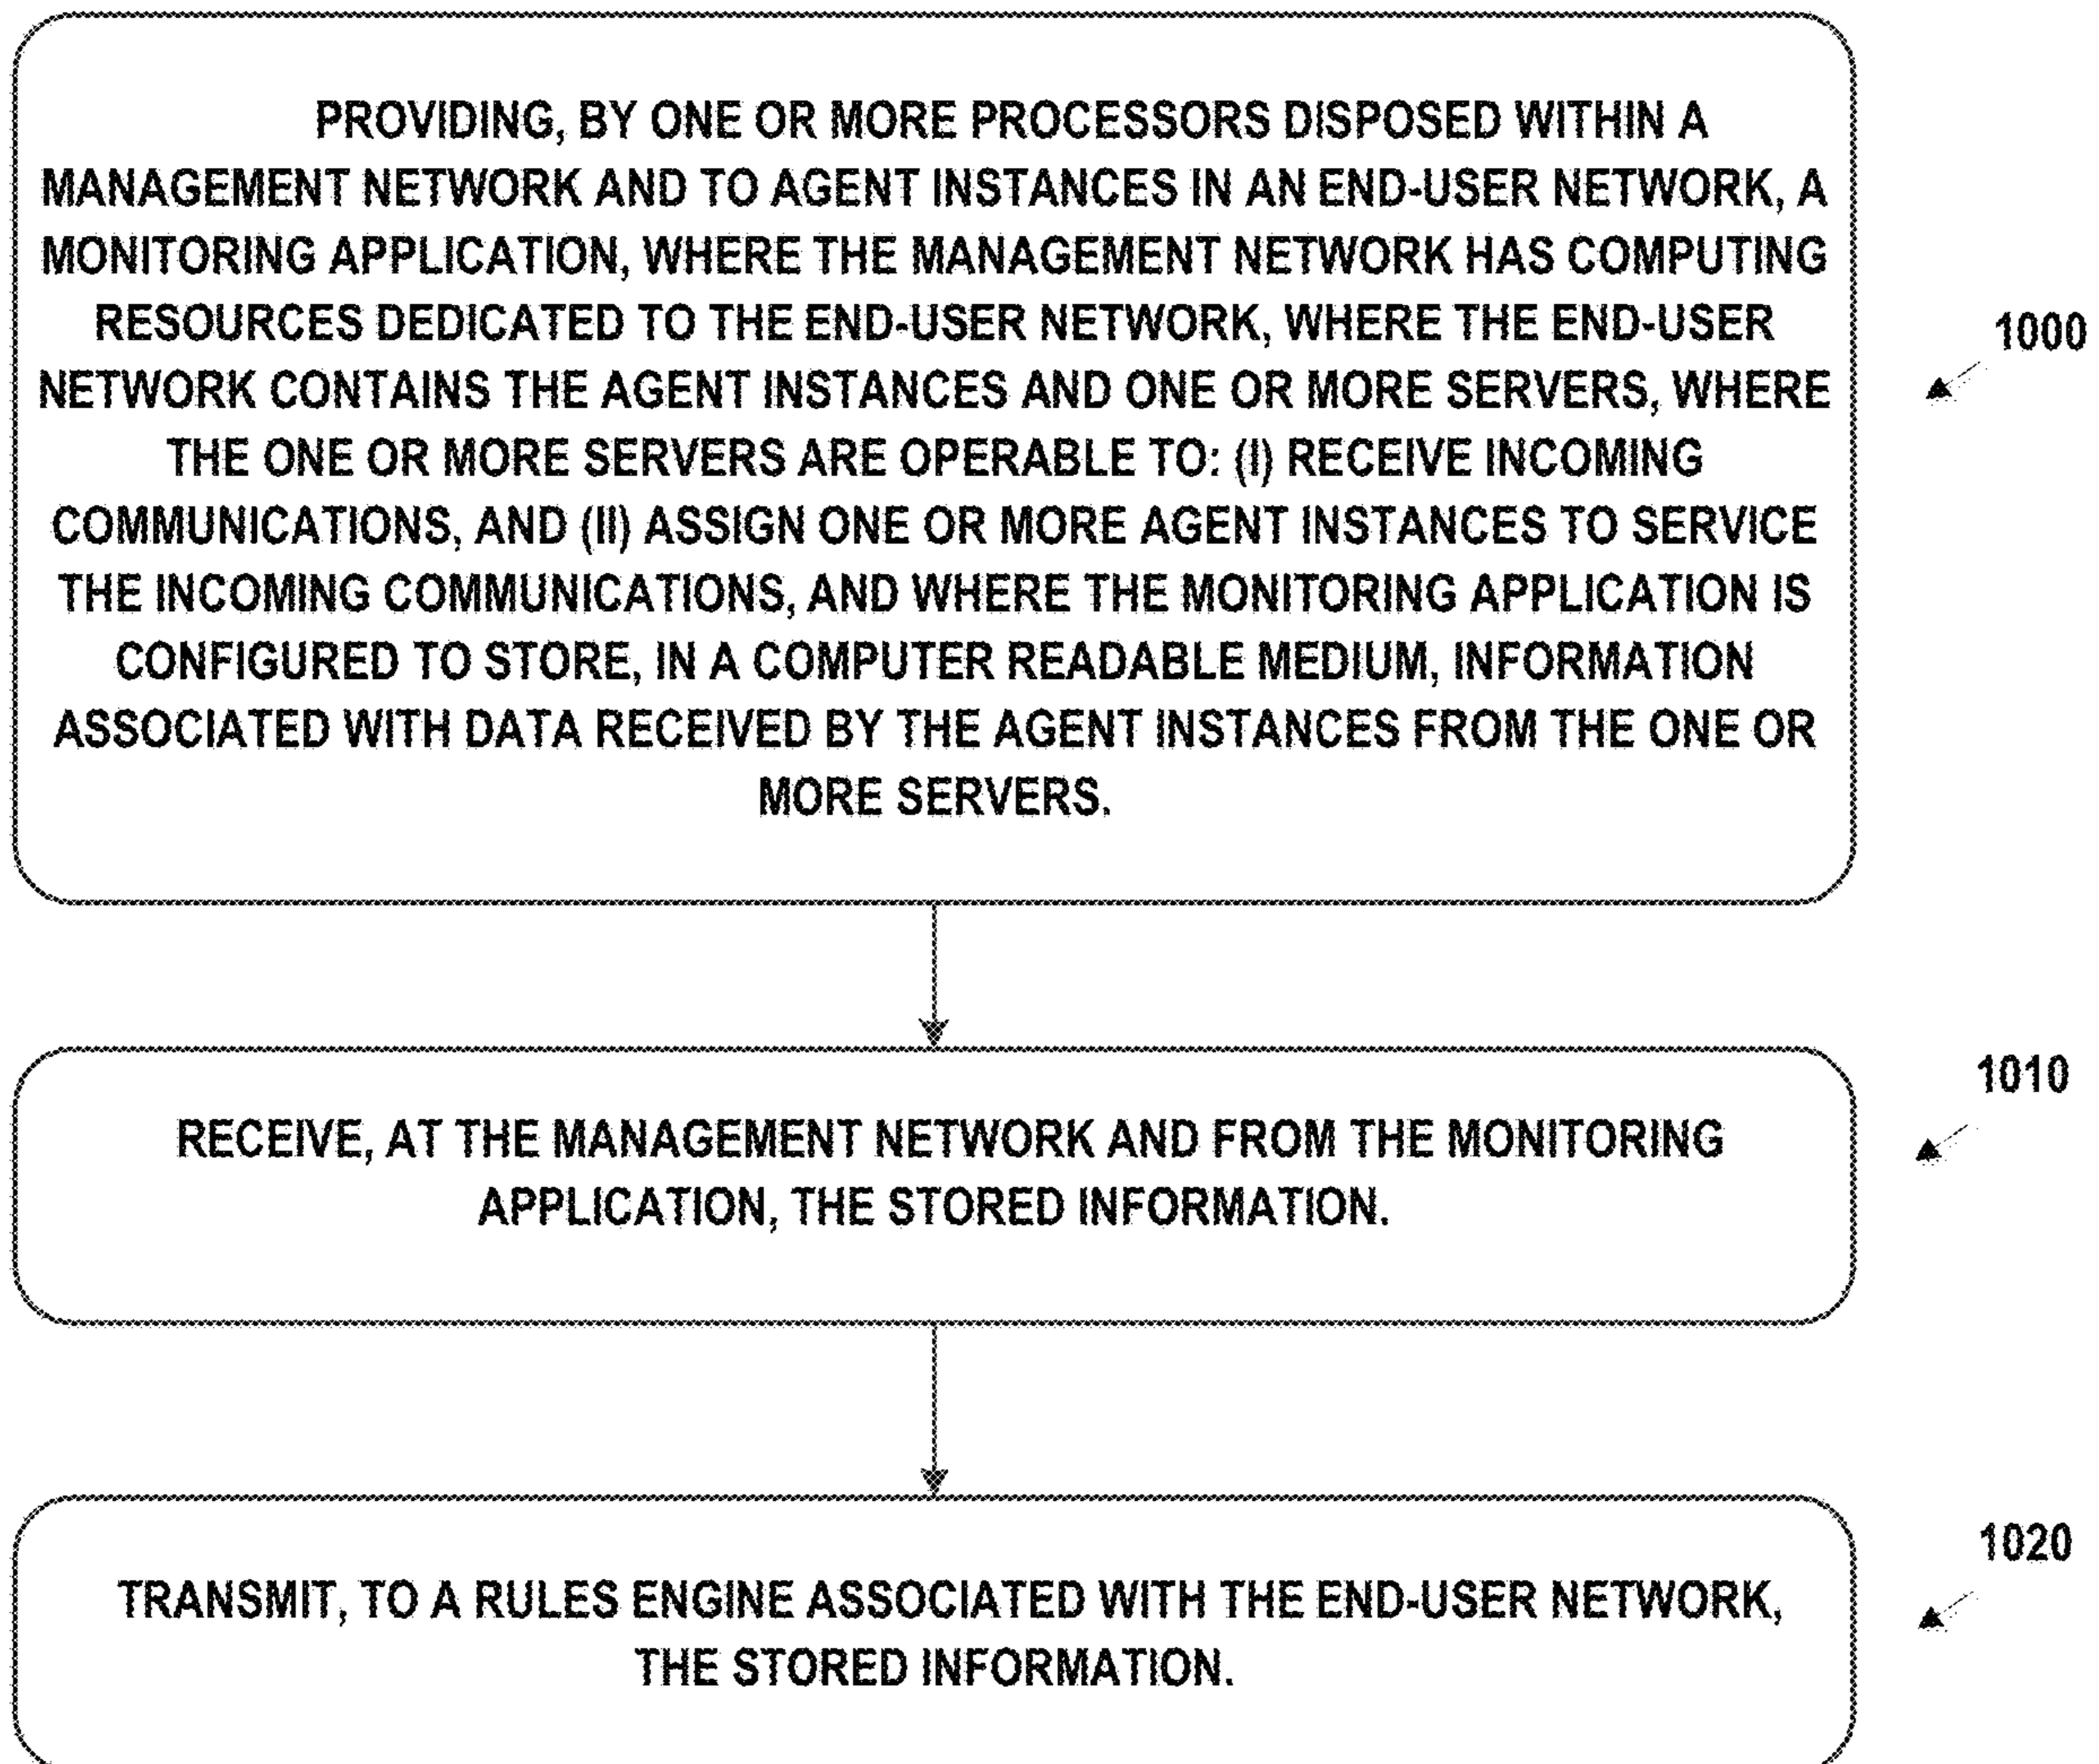 PROVIDING, BY ONE OR MORE PROCESSORS DISPOSED WITHIN A
MANAGEMENT NETWORK AND TO AGENT INSTANCES IN AN END-USER NETWORK, A
MONITORING APPLICATION, WHERE THE MANAGEMENT NETWORK HAS COMPUTING
RESOURCES DEDICATED TO THE END-USER NETWORK, WHERE THE END-USER
NETWORK CONTAINS THE AGENT INSTANCES AND ONE OR MORE SERVERS, WHERE
THE ONE OR MORE SERVERS ARE OPERABLE TO: (I) RECEIVE INCOMING
COMMUNICATIONS, AND (II) ASSIGN ONE OR MORE AGENT INSTANCES TO SERVICE
THE INCOMING COMMUNICATIONS, AND WHERE THE MONITORING APPLICATION IS
CONFIGURED TO STORE, IN A COMPUTER READABLE MEDIUM, INFORMATION
ASSOCIATED WITH DATA RECEIVED BY THE AGENT INSTANCES FROM THE ONE OR
MORE SERVERS.
1000
RECEIVE, AT THE MANAGEMENT NETWORK AND FROM THE MONITORING
APPLICATION, THE STORED INFORMATION.
1010
TRANSMIT, TO A RULES ENGINE ASSOCIATED WITH THE END-USER NETWORK,
THE STORED INFORMATION.
1020